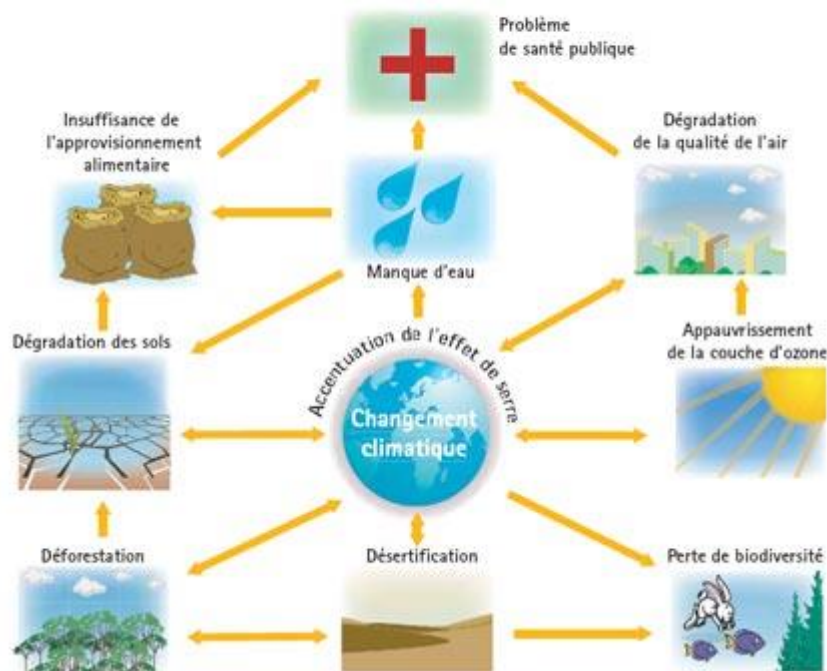 Problème
de santé publique
Insuffisance de
l'approvisionnement
alimentaire
Dégradation
de la qualité de l'air
Manque d'eau
Dégradation des sols
Appauvrissement
de la couche d'ozone
Accentuation de l'effet de serre
Changement
climatique
Déforestation
Désertification
Perte de biodiversité